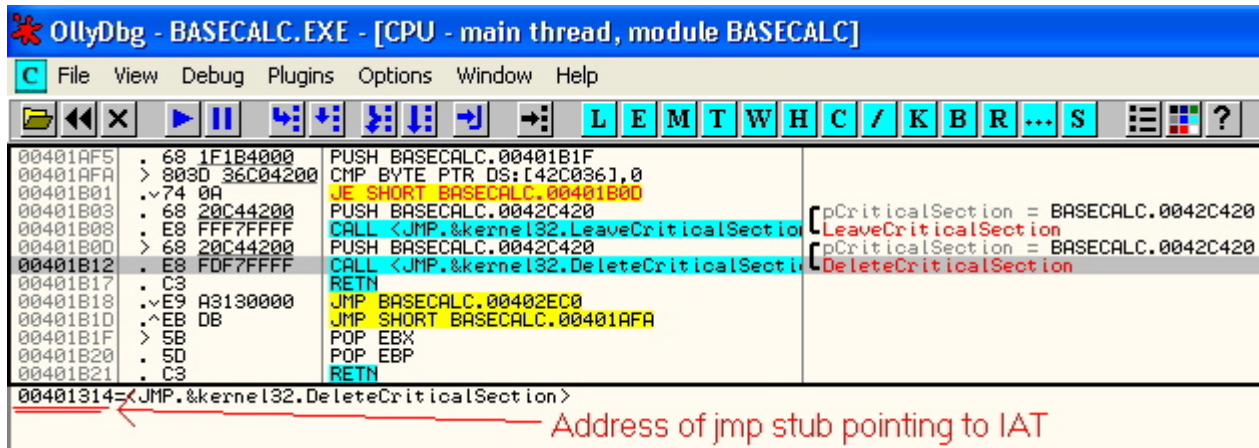 OllyDbg - BASECALC.EXE - [CPU - main thread, module BASECALC]
C File View Debug Plugins Options Window Help
L E M T W H C / K B R ... S ?
00401AF5 . 68 1F1B4000 PUSH BASECALC.00401B1F
00401AFA > 803D 36C04200 CMP BYTE PTR DS:[42C036],0
00401B01 .v74 0A JE SHORT BASECALC.00401B0D
00401B03 . 68 20C44200 PUSH BASECALC.0042C420 pCriticalSection = BASECALC.0042C420
00401B08 . E8 FFF7FFFF CALL <JMP.&kernel32.LeaveCriticalSectio LeaveCriticalSection
00401B0D > 68 20C44200 PUSH BASECALC.0042C420 pCriticalSection = BASECALC.0042C420
00401B12 . E8 FDF7FFFF CALL <JMP.&kernel32.DeleteCriticalSecti DeleteCriticalSection
00401B17 . C3 RETN
00401B18 .vE9 A3130000 JMP BASECALC.00402EC0
00401B1D .^EB DB JMP SHORT BASECALC.00401AFA
00401B1F > 5B POP EBX
00401B20 . 5D POP EBP
00401B21 . C3 RETN
00401314=<JMP.&kernel32.DeleteCriticalSection>
Address of jmp stub pointing to IAT